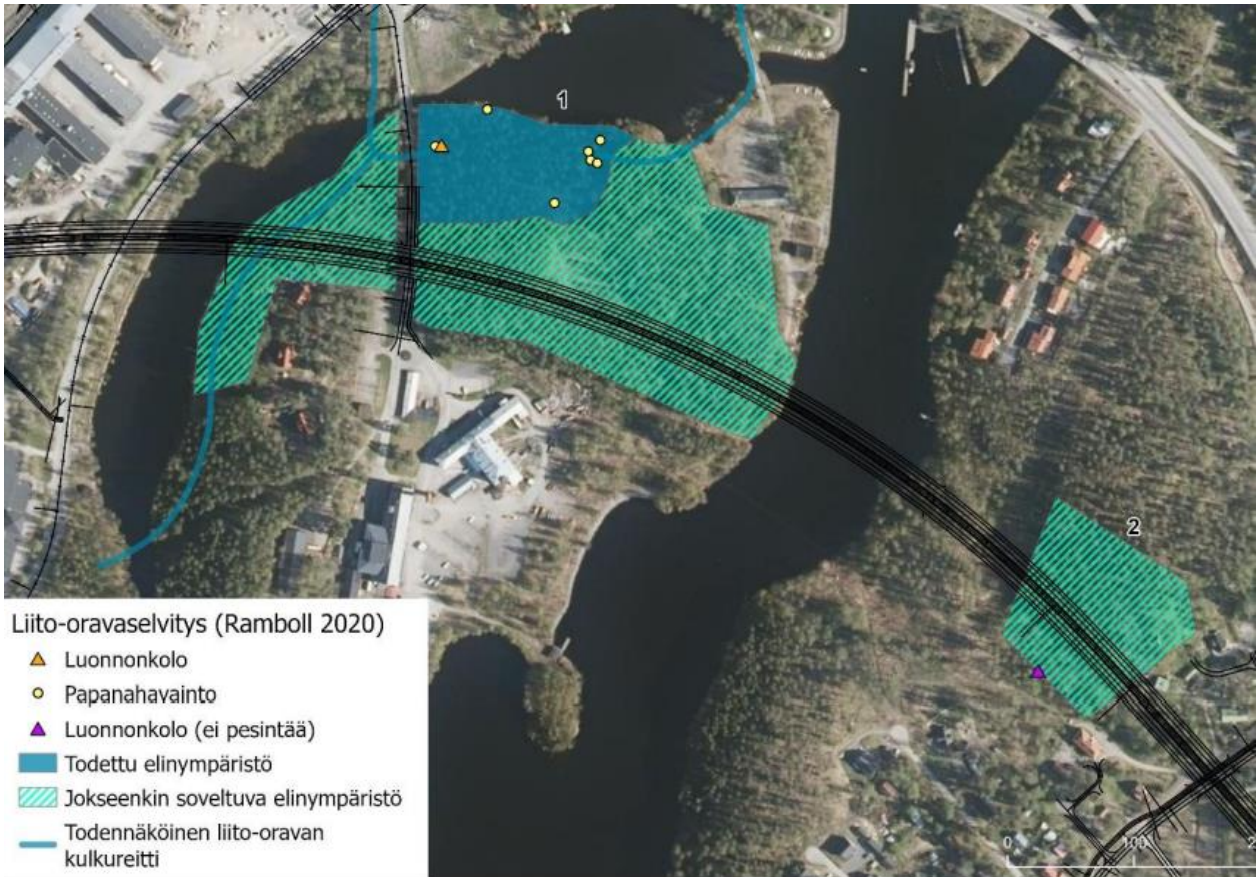 1
2
Liito-oravaselvitys (Ramboll 2020)
Luonnonkolo
Papanahavainto
Luonnonkolo (ei pesintää)
Todettu elinympäristö
Jokseenkin soveltuva elinympäristö
Todennäköinen liito-oravan
kulkureitti
0 100